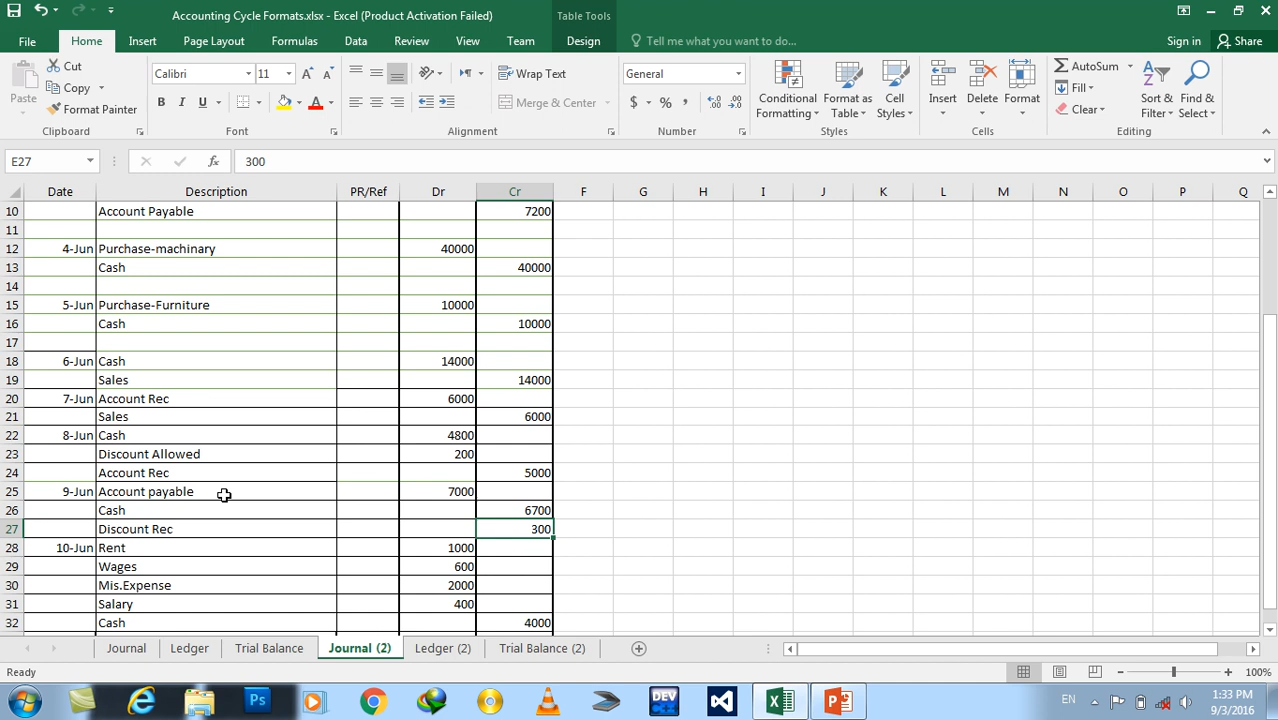 Accounting Cycle Formats.xlsx - Excel (Product Activation Failed)
Table Tools
File Home Insert Page Layout Formulas Data Review View Team Design Tell me what you want to do... Sign in Share
Paste Cut Copy Format Painter
Calibri 11
B I U A
Wrap Text
Merge & Center
General
$ % ,
Conditional Formatting Format as Table Cell Styles
Insert Delete Format
AutoSum Fill Clear
Sort & Filter Find & Select
Clipboard Font Alignment Number Styles Cells Editing
E27 fx 300
Date Description PR/Ref Dr Cr F G H I J K L M N O P Q
10 Account Payable 7200
11
12 4-Jun Purchase-machinary 40000
13 Cash 40000
14
15 5-Jun Purchase-Furniture 10000
16 Cash 10000
17
18 6-Jun Cash 14000
19 Sales 14000
20 7-Jun Account Rec 6000
21 Sales 6000
22 8-Jun Cash 4800
23 Discount Allowed 200
24 Account Rec 5000
25 9-Jun Account payable 7000
26 Cash 6700
27 Discount Rec 300
28 10-Jun Rent 1000
29 Wages 600
30 Mis.Expense 2000
31 Salary 400
32 Cash 4000
Journal Ledger Trial Balance Journal (2) Ledger (2) Trial Balance (2)
Ready 100%
Ps DEV C++ EN 1:33 PM
9/3/2016